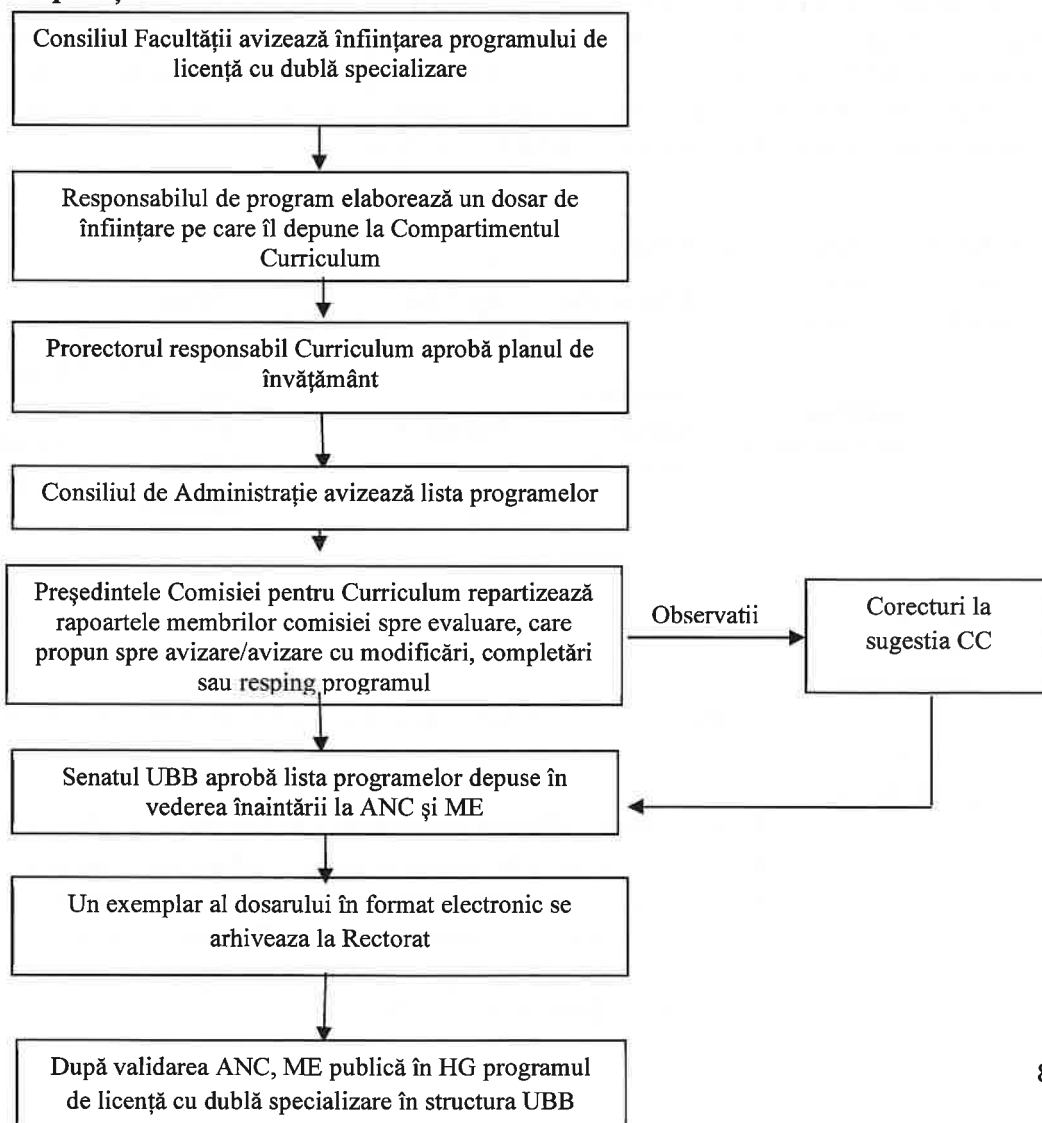 Consiliul Facultății avizează înființarea programului de
licență cu dublă specializare
Responsabilul de program elaborează un dosar de
înființare pe care îl depune la Compartimentul
Curriculum
Prorectorul responsabil Curriculum aprobă planul de
învățământ
Consiliul de Administrație avizează lista programelor
Președintele Comisiei pentru Curriculum repartizează
rapoartele membrilor comisiei spre evaluare, care
propun spre avizare/avizare cu modificări, completări
sau resping programul
Observatii
Corecturi la
sugestia CC
Senatul UBB aprobă lista programelor depuse în
vederea înaintării la ANC și ME
Un exemplar al dosarului în format electronic se
arhiveaza la Rectorat
După validarea ANC, ME publică în HG programul
de licență cu dublă specializare în structura UBB